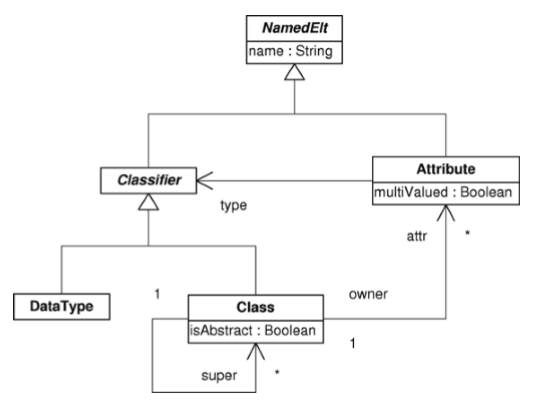 NamedElt
name : String
Classifier
Attribute
multiValued : Boolean
type
attr
*
DataType
1
Class
isAbstract : Boolean
owner
1
super
*